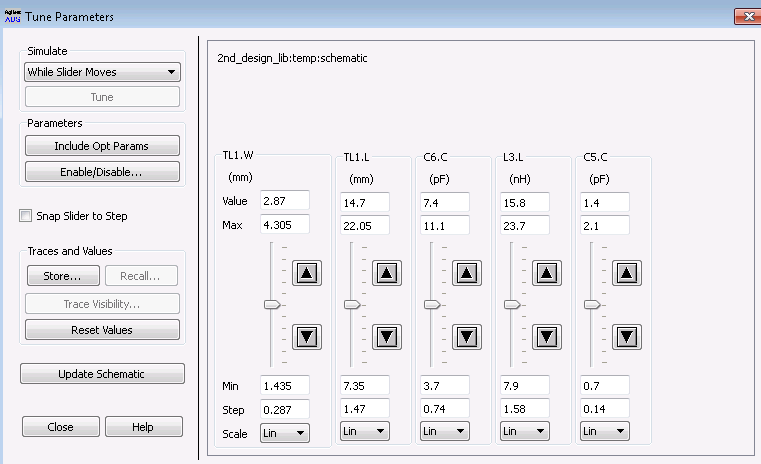 Agilent
ADS
Tune Parameters
Simulate
While Slider Moves
Tune
Parameters
Include Opt Params
Enable/Disable...
Snap Slider to Step
Traces and Values
Store... Recall...
Trace Visibility...
Reset Values
Update Schematic
Close Help
2nd_design_lib:temp:schematic
TL1.W TL1.L C6.C L3.L C5.C
(mm) (mm) (pF) (nH) (pF)
Value 2.87 14.7 7.4 15.8 1.4
Max 4.305 22.05 11.1 23.7 2.1
Min 1.435 7.35 3.7 7.9 0.7
Step 0.287 1.47 0.74 1.58 0.14
Scale Lin Lin Lin Lin Lin